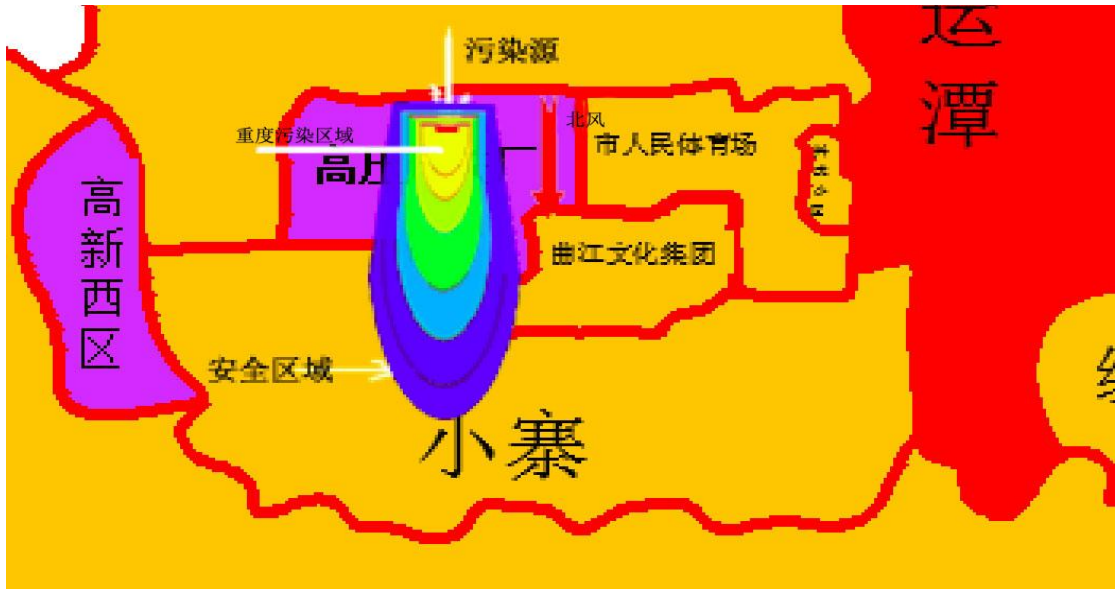 运
潭
污染源
北风
重度污染区域
市人民体育场
高
厂
高新西区
曲江文化集团
安全区域
小寨